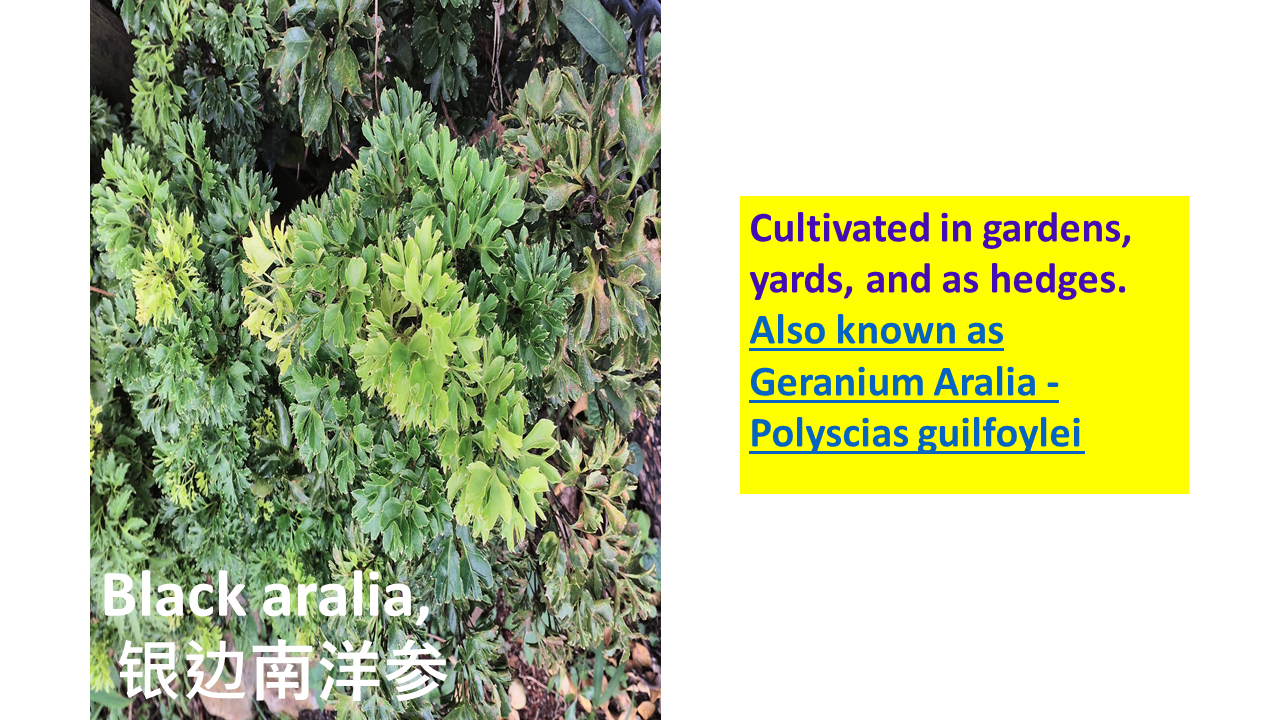 Cultivated in gardens,
yards, and as hedges.
Also known as
Geranium Aralia -
Polyscias guilfoylei
Black aralia,
银边南洋参